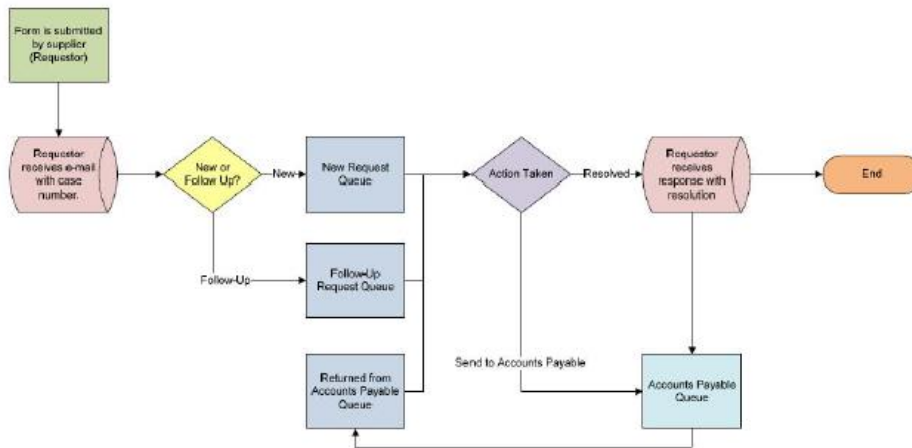 Form is submitted
by supplier
(Requestor)
Requestor
receives e-mail
with case
number.
New or
Follow Up?
New
New Request
Queue
Action Taken
Resolved
Requestor
receives
response with
resolution
End
Follow-Up
Follow-Up
Request Queue
Returned from
Accounts Payable
Queue
Send to Accounts Payable
Accounts Payable
Queue